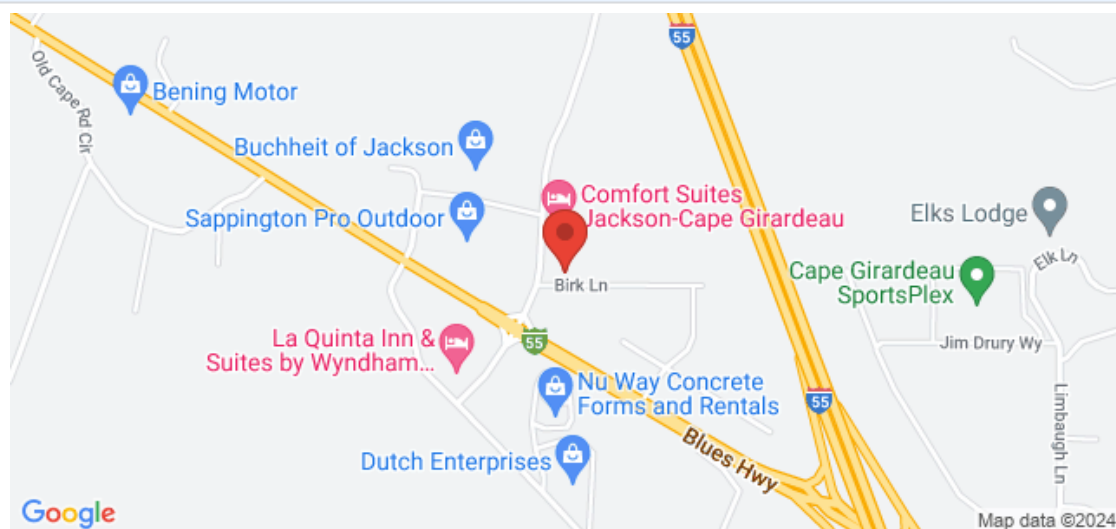 55
Old Cape Rd Cir
Bening Motor
Buchheit of Jackson
Comfort Suites
Jackson-Cape Girardeau
Sappington Pro Outdoor
Elks Lodge
Elk Ln
Cape Girardeau
SportsPlex
Birk Ln
La Quinta Inn &
Suites by Wyndham...
55
Jim Drury Wy
Nu Way Concrete
Forms and Rentals
55
Limbaugh Ln
Blues Hwy
Dutch Enterprises
Google
Map data ©2024